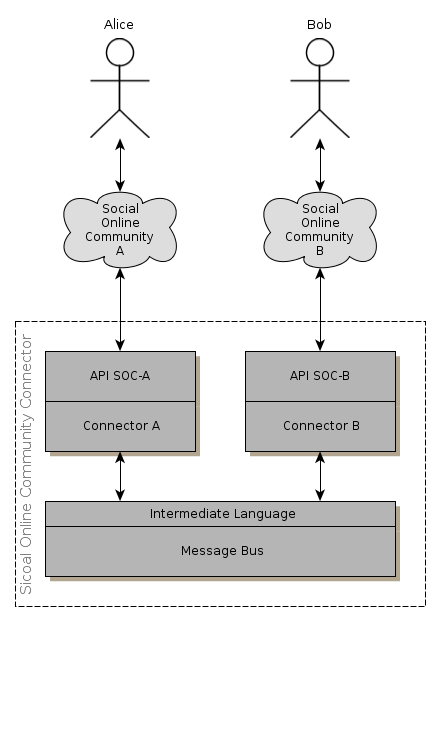 Alice
Bob
Social
Online
Community
A
Social
Online
Community
B
Sicoal Online Community Connector
API SOC-A
Connector A
API SOC-B
Connector B
Intermediate Language
Message Bus